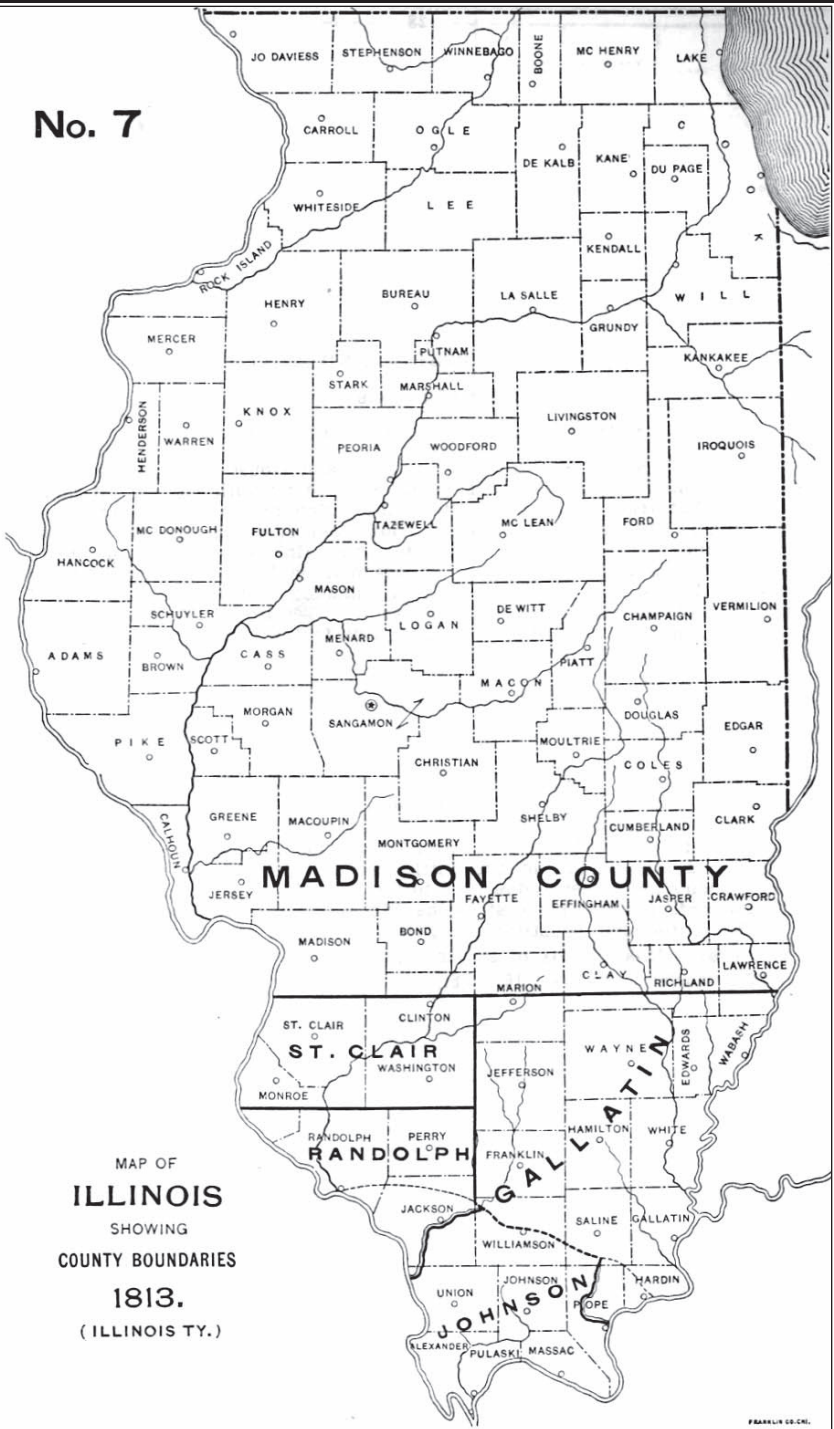 No. 7
JO DAVIESS
STEPHENSON
WINNEBAGO
BOONE
MC HENRY
LAKE
CARROLL
OGLE
DE KALB
KANE
DU PAGE
C
K
WHITESIDE
LEE
KENDALL
ROCK ISLAND
HENRY
BUREAU
LA SALLE
GRUNDY
WILL
MERCER
PUTNAM
KANKAKEE
STARK
MARSHALL
HENDERSON
WARREN
KNOX
PEORIA
WOODFORD
LIVINGSTON
IROQUOIS
HANCOCK
MC DONOUGH
FULTON
TAZEWELL
MC LEAN
FORD
MASON
ADAMS
SCHUYLER
BROWN
CASS
MENARD
LOGAN
DE WITT
PIATT
CHAMPAIGN
VERMILION
MACON
PIKE
SCOTT
MORGAN
SANGAMON
CHRISTIAN
MOULTRIE
DOUGLAS
COLES
EDGAR
CALHOUN
GREENE
MACOUPIN
MONTGOMERY
SHELBY
CUMBERLAND
CLARK
MADISON COUNTY
JERSEY
FAYETTE
EFFINGHAM
JASPER
CRAWFORD
MADISON
BOND
MARION
CLAY
RICHLAND
LAWRENCE
ST. CLAIR
CLINTON
ST. CLAIR
WASHINGTON
MONROE
JEFFERSON
WAYNE
EDWARDS
WABASH
GALLATIN
RANDOLPH
PERRY
RANDOLPH
FRANKLIN
HAMILTON
WHITE
JACKSON
WILLIAMSON
SALINE
GALLATIN
UNION
JOHNSON
JOHNSON
POPE
HARDIN
ALEXANDER
PULASKI
MASSAC
MAP OF
ILLINOIS
SHOWING
COUNTY BOUNDARIES
1813.
(ILLINOIS TY.)
FRANKLIN CO. CHI.